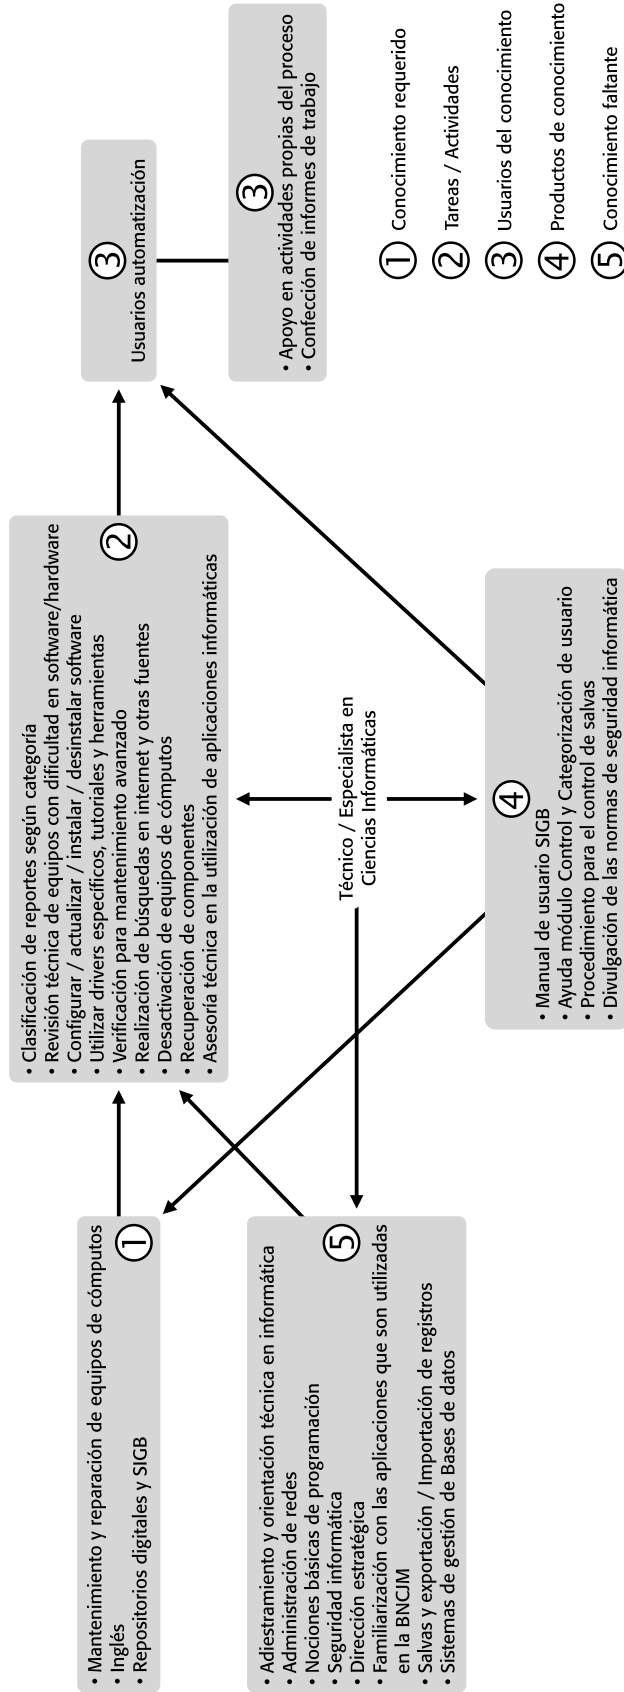 • Mantenimiento y reparación de equipos de cómputos
• Inglés
• Repositorios digitales y SIGB
1
• Adiestramiento y orientación técnica en informática
• Administración de redes
• Nociones básicas de programación
• Seguridad informática
• Dirección estratégica
• Familiarización con las aplicaciones que son utilizadas
en la BNCJM
• Salvas y exportación / Importación de registros
• Sistemas de gestión de Bases de datos
5
• Clasificación de reportes según categoría
• Revisión técnica de equipos con dificultad en software/hardware
• Configurar / actualizar / instalar / desinstalar software
• Utilizar drivers específicos, tutoriales y herramientas
• Verificación para mantenimiento avanzado
• Realización de búsquedas en internet y otras fuentes
• Desactivación de equipos de cómputos
• Recuperación de componentes
• Asesoría técnica en la utilización de aplicaciones informáticas
2
Técnico / Especialista en
Ciencias Informáticas
4
• Manual de usuario SIGB
• Ayuda módulo Control y Categorización de usuario
• Procedimiento para el control de salvas
• Divulgación de las normas de seguridad informática
3
Usuarios automatización
3
• Apoyo en actividades propias del proceso
• Confección de informes de trabajo
1 Conocimiento requerido
2 Tareas / Actividades
3 Usuarios del conocimiento
4 Productos de conocimiento
5 Conocimiento faltante